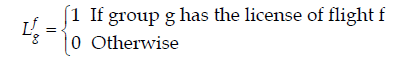 L_g^f = { 1 If group g has the license of flight f
0 Otherwise